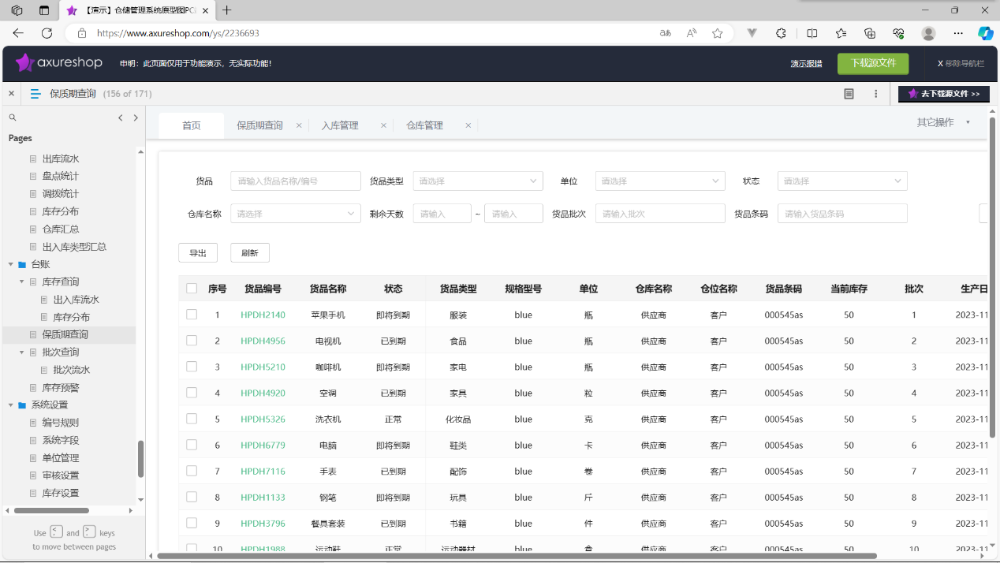 【演示】仓储管理系统原型图PC
https://www.axureshop.com/ys/2236693
axureshop 申明：此页面仅用于功能演示，无实际功能！ 演示报错 下载源文件 X 移除导航栏
保质期查询 (156 of 171) 去下载源文件 >>
Pages
出库流水
盘点统计
调拨统计
库存分布
仓库汇总
出入库类型汇总
台账
库存查询
出入库流水
库存分布
保质期查询
批次查询
批次流水
库存预警
系统设置
编号规则
系统字段
单位管理
审核设置
库存设置
Use < and > keys
to move between pages
首页 保质期查询 × 入库管理 × 仓库管理 × 其它操作
货品 请输入货品名称/编号 货品类型 请选择 单位 请选择 状态 请选择
仓库名称 请选择 剩余天数 请输入 ~ 请输入 货品批次 请输入批次 货品条码 请输入货品条码
导出 刷新
序号 货品编号 货品名称 状态 货品类型 规格型号 单位 仓库名称 仓位名称 货品条码 当前库存 批次 生产日
1 HPDH2140 苹果手机 即将到期 服装 blue 瓶 供应商 客户 000545as 50 1 2023-11
2 HPDH4956 电视机 已到期 食品 blue 瓶 供应商 客户 000545as 50 2 2023-11
3 HPDH5210 咖啡机 即将到期 家电 blue 瓶 供应商 客户 000545as 50 3 2023-11
4 HPDH4920 空调 已到期 家具 blue 粒 供应商 客户 000545as 50 4 2023-11
5 HPDH5326 洗衣机 正常 化妆品 blue 克 供应商 客户 000545as 50 5 2023-11
6 HPDH6779 电脑 即将到期 鞋类 blue 卡 供应商 客户 000545as 50 6 2023-11
7 HPDH7116 手表 已到期 配饰 blue 卷 供应商 客户 000545as 50 7 2023-11
8 HPDH1133 钢笔 即将到期 玩具 blue 斤 供应商 客户 000545as 50 8 2023-11
9 HPDH3796 餐具套装 已到期 书籍 blue 件 供应商 客户 000545as 50 9 2023-11
10 HPDH1988 运动鞋 正常 运动器材 blue 盒 供应商 客户 000545as 50 10 2023-11